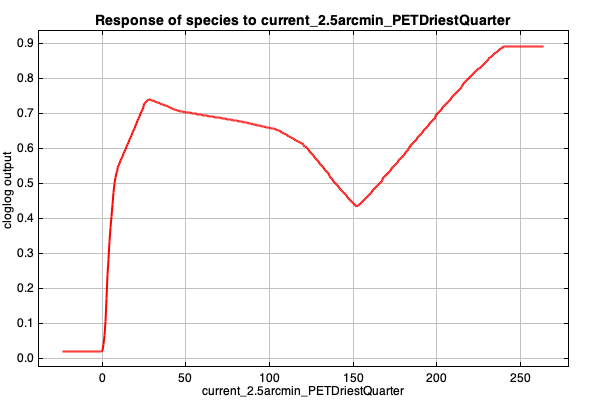 Response of species to current_2.5arcmin_PETDriestQuarter
0.9
0.8
0.7
0.6
0.5
0.4
0.3
0.2
0.1
0.0
cloglog output
0 50 100 150 200 250
current_2.5arcmin_PETDriestQuarter